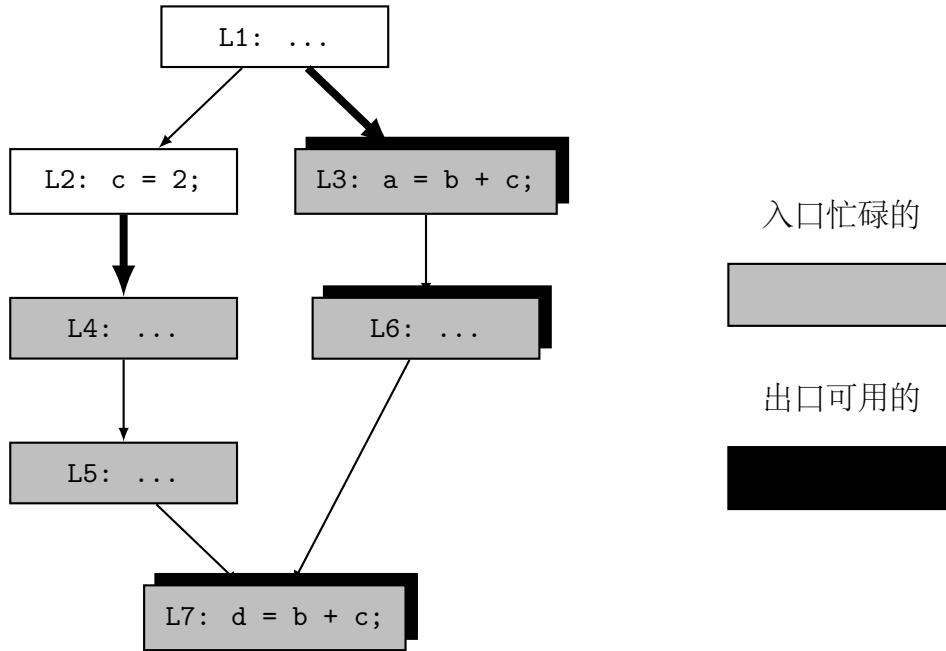 L1: ...
L2: c = 2;
L3: a = b + c;
入口忙碌的
L4: ...
L6: ...
出口可用的
L5: ...
L7: d = b + c;